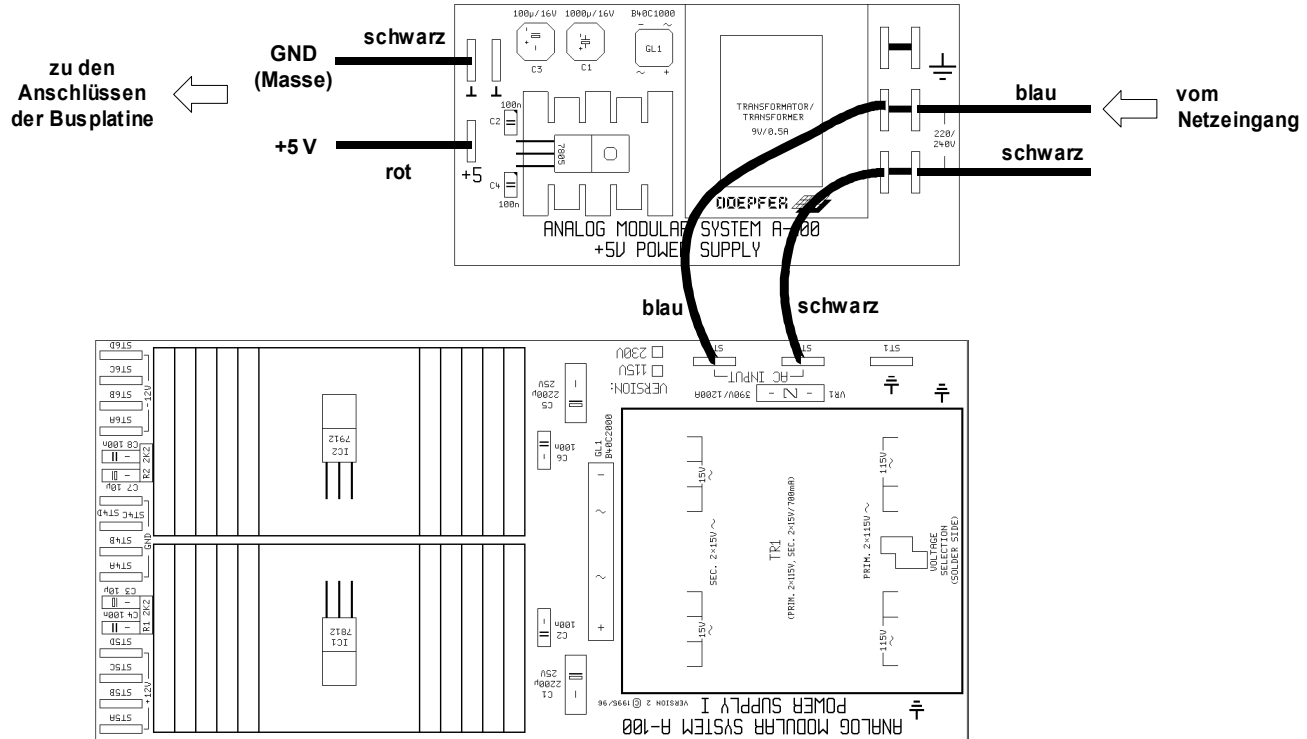 100µ/16V
1000µ/16V
B40C1000
-
~
GL1
C3
C1
~
+
schwarz
GND
(Masse)
zu den
Anschlüssen
der Busplatine
+5 V
rot
+5
100n
C2
7805
C4
100n
TRANSFORMATOR/
TRANSFORMER
9V/0.5A
DOEPFER
ANALOG MODULAR SYSTEM A-100
+5V POWER SUPPLY
blau
220/
240V
schwarz
vom
Netzeingang
blau
schwarz
ST6D
ST6C
-12V
ST6B
ST6A
C8 100n
R2 2K2
C7 10µ
ST4D
ST4C
GND
ST4B
ST4A
C3 10µ
C4 100n
R1 2K2
ST5D
ST5C
+12V
ST5B
ST5A
IC2
7912
IC1
7812
VERSION:
115V
230V
C5
2200µ
25V
C6
100n
GL1
B40C2000
-
~
~
+
C2
100n
C1
2200µ
25V
ST
ST
ST1
AC INPUT
VR1
390V/1200A
15V~
SEC. 2×15V ~
15V~
TR1
(PRIM. 2×115V, SEC. 2×15V/700mA)
115V~
PRIM. 2×115V ~
115V~
VOLTAGE
SELECTION
(SOLDER SIDE)
ANALOG MODULAR SYSTEM A-100
POWER SUPPLY I
VERSION 2 © 1995/96